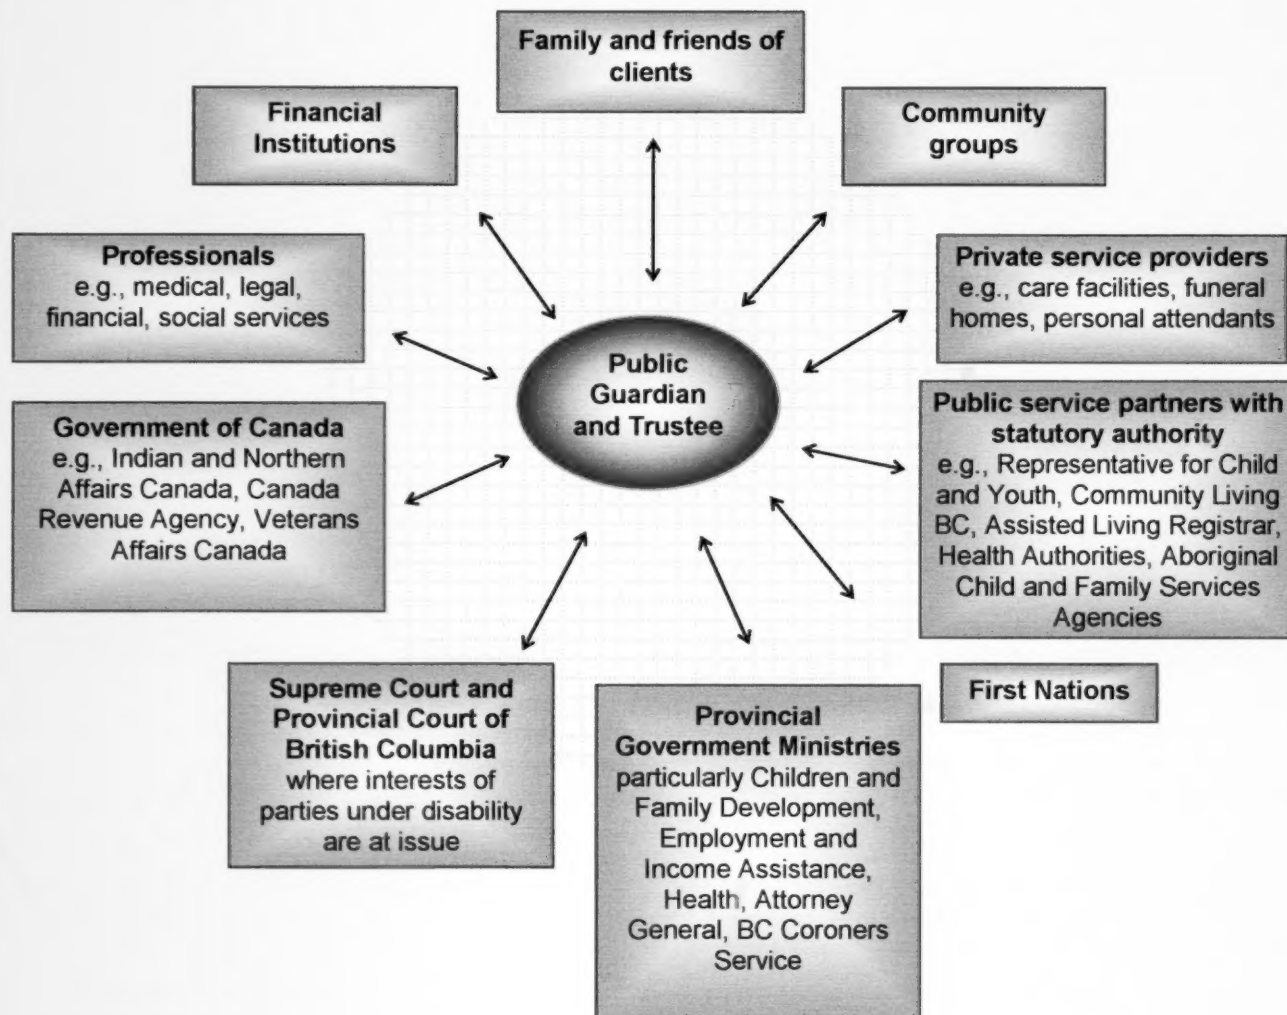 Family and friends of
clients
Financial
Institutions
Community
groups
Professionals
e.g., medical, legal,
financial, social services
Private service providers
e.g., care facilities, funeral
homes, personal attendants
Public
Guardian
and Trustee
Government of Canada
e.g., Indian and Northern
Affairs Canada, Canada
Revenue Agency, Veterans
Affairs Canada
Public service partners with
statutory authority
e.g., Representative for Child
and Youth, Community Living
BC, Assisted Living Registrar,
Health Authorities, Aboriginal
Child and Family Services
Agencies
Supreme Court and
Provincial Court of
British Columbia
where interests of
parties under disability
are at issue
Provincial
Government Ministries
particularly Children and
Family Development,
Employment and
Income Assistance,
Health, Attorney
General, BC Coroners
Service
First Nations